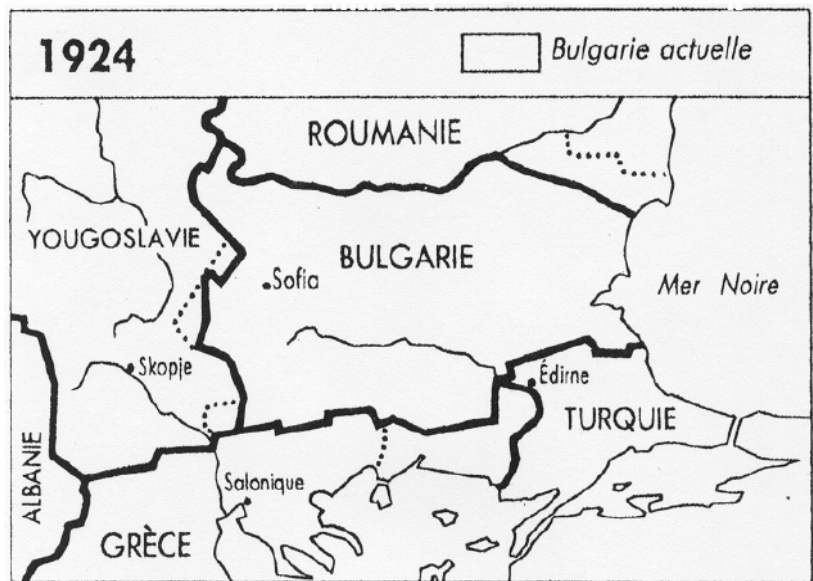 1924
Bulgarie actuelle
ROUMANIE
YOUGOSLAVIE
BULGARIE
Sofia
Mer Noire
Skopje
Édirne
TURQUIE
ALBANIE
Salonique
GRÈCE